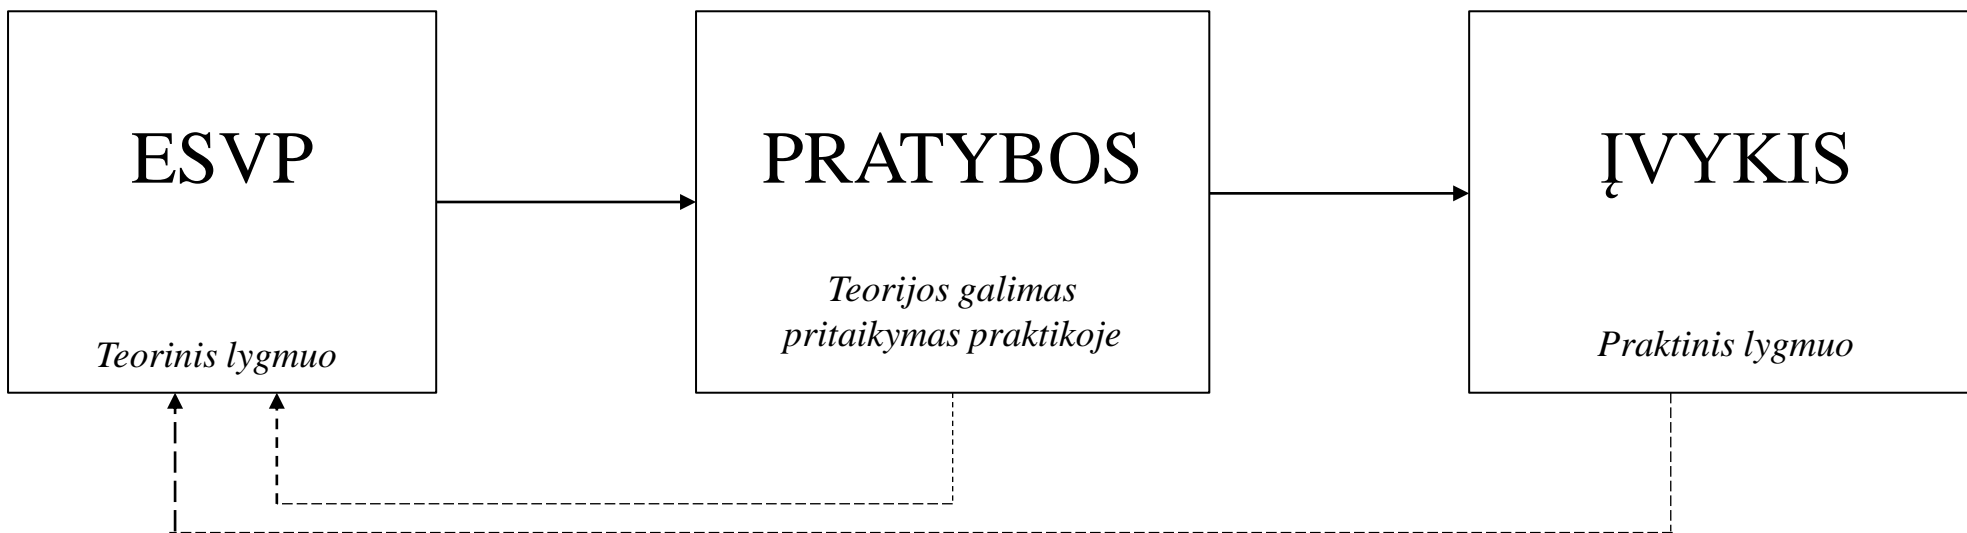 ESVP
Teorinis lygmuo
PRATYBOS
Teorijos galimas
pritaikymas praktikoje
ĮVYKIS
Praktinis lygmuo